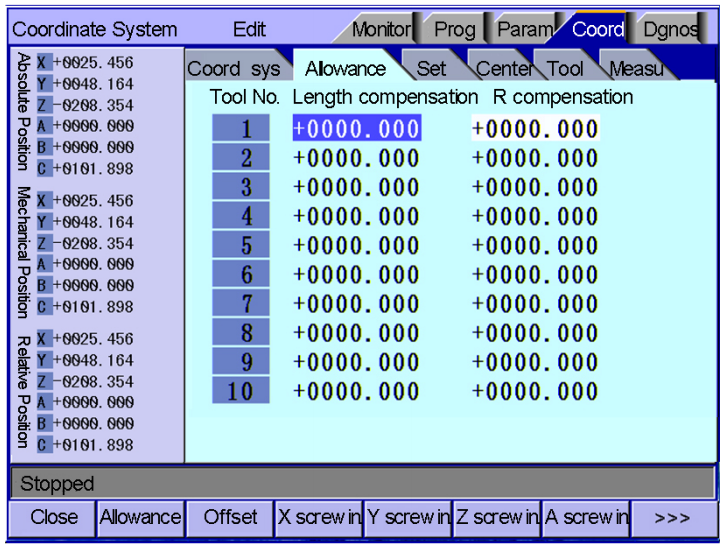 Coordinate System Edit Monitor Prog Param Coord Dgnos
Absolute Position
X +0025.456
Y +0048.164
Z -0208.354
A +0000.000
B +0000.000
C +0101.898
Mechanical Position
X +0025.456
Y +0048.164
Z -0208.354
A +0000.000
B +0000.000
C +0101.898
Relative Position
X +0025.456
Y +0048.164
Z -0208.354
A +0000.000
B +0000.000
C +0101.898
Coord sys Allowance Set Center Tool Measu
Tool No. Length compensation R compensation
1 +0000.000 +0000.000
2 +0000.000 +0000.000
3 +0000.000 +0000.000
4 +0000.000 +0000.000
5 +0000.000 +0000.000
6 +0000.000 +0000.000
7 +0000.000 +0000.000
8 +0000.000 +0000.000
9 +0000.000 +0000.000
10 +0000.000 +0000.000
Stopped
Close Allowance Offset X screw in Y screw in Z screw in A screw in >>>